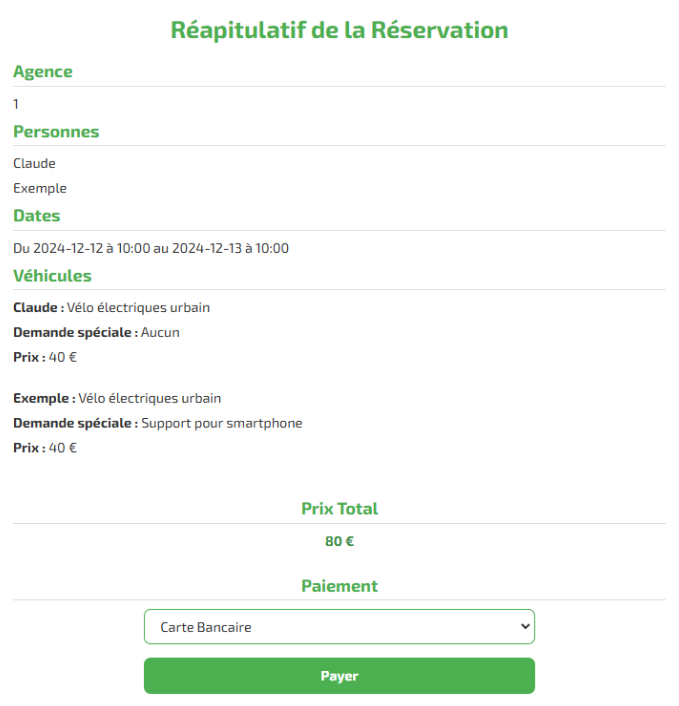 Réapitulatif de la Réservation
Agence
1
Personnes
Claude
Exemple
Dates
Du 2024-12-12 à 10:00 au 2024-12-13 à 10:00
Véhicules
Claude : Vélo électriques urbain
Demande spéciale : Aucun
Prix : 40 €
Exemple : Vélo électriques urbain
Demande spéciale : Support pour smartphone
Prix : 40 €
Prix Total
80 €
Paiement
Carte Bancaire
Payer